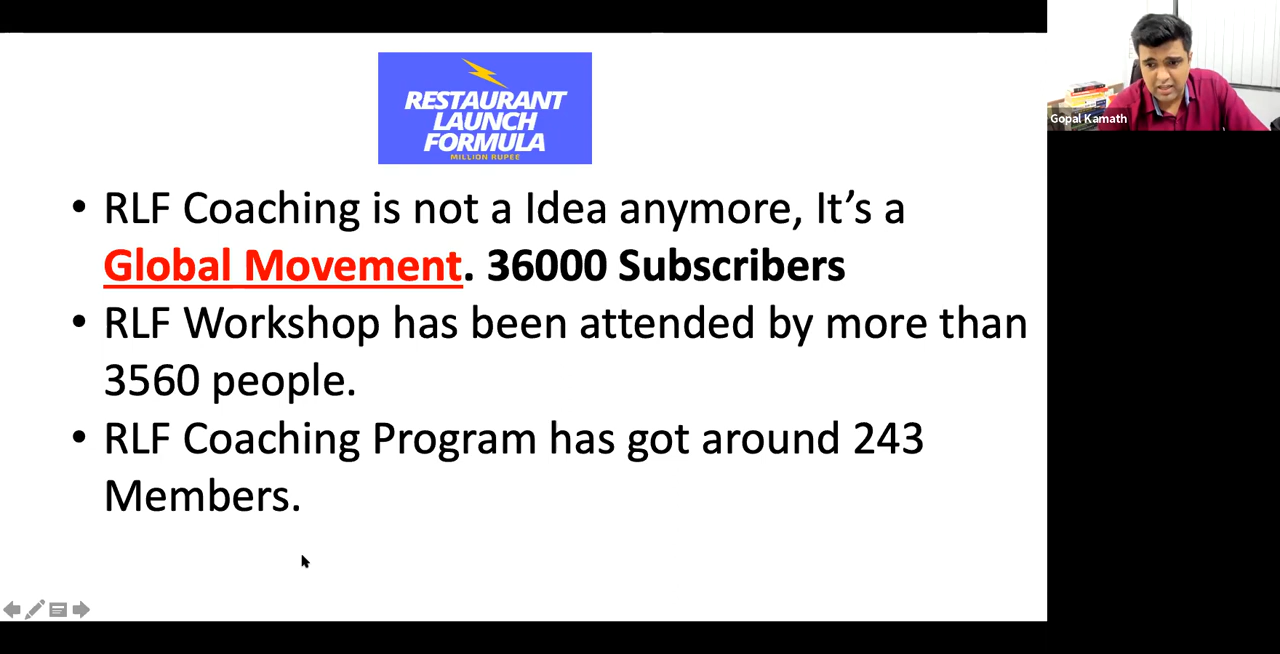 RESTAURANT
LAUNCH
FORMULA
MILLION RUPEE
Gopal Kamath
• RLF Coaching is not a Idea anymore, It’s a
Global Movement. 36000 Subscribers
• RLF Workshop has been attended by more than
3560 people.
• RLF Coaching Program has got around 243
Members.